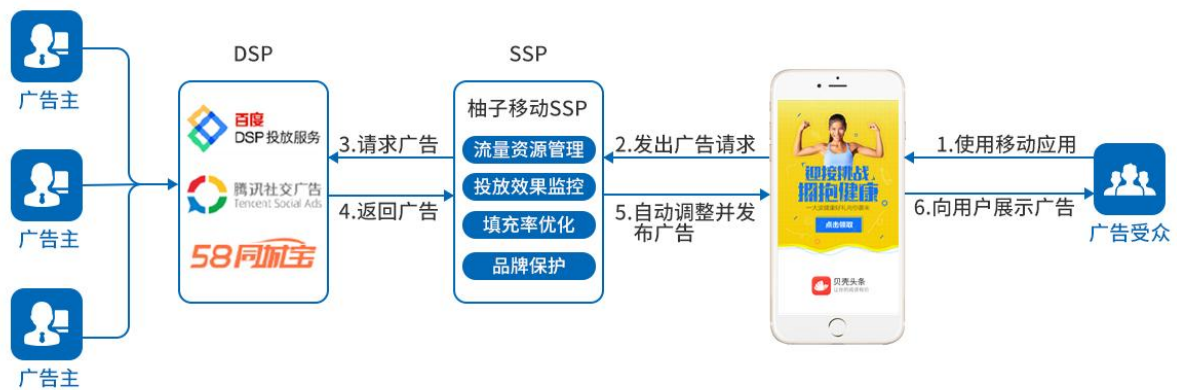 广告主
广告主
广告主
DSP
百度
DSP投放服务
腾讯社交广告
Tencent Social Ads
58同城宝
3.请求广告
4.返回广告
SSP
柚子移动SSP
流量资源管理
投放效果监控
填充率优化
品牌保护
2.发出广告请求
5.自动调整并发
布广告
迎接挑战
拥抱健康
点击领取
贝壳头条
1.使用移动应用
6.向用户展示广告
广告受众